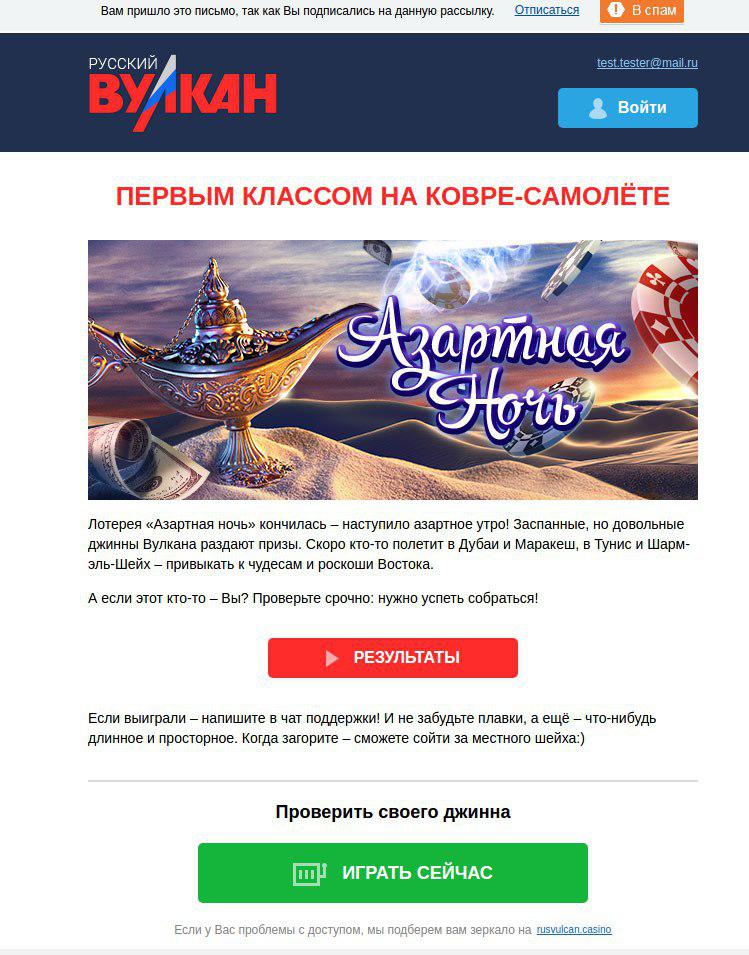 Вам пришло это письмо, так как Вы подписались на данную рассылку. Отписаться ! В спам
РУССКИЙ
ВУЛКАН
test.tester@mail.ru
Войти
ПЕРВЫМ КЛАССОМ НА КОВРЕ-САМОЛЁТЕ
Азартная
Ночь
Лотерея «Азартная ночь» кончилась – наступило азартное утро! Заспанные, но довольные
джинны Вулкана раздают призы. Скоро кто-то полетит в Дубаи и Маракеш, в Тунис и Шарм-
эль-Шейх – привыкать к чудесам и роскоши Востока.
А если этот кто-то – Вы? Проверьте срочно: нужно успеть собраться!
РЕЗУЛЬТАТЫ
Если выиграли – напишите в чат поддержки! И не забудьте плавки, а ещё – что-нибудь
длинное и просторное. Когда загорите – сможете сойти за местного шейха:)
Проверить своего джинна
ИГРАТЬ СЕЙЧАС
Если у Вас проблемы с доступом, мы подберем вам зеркало на rusvulcan.casino